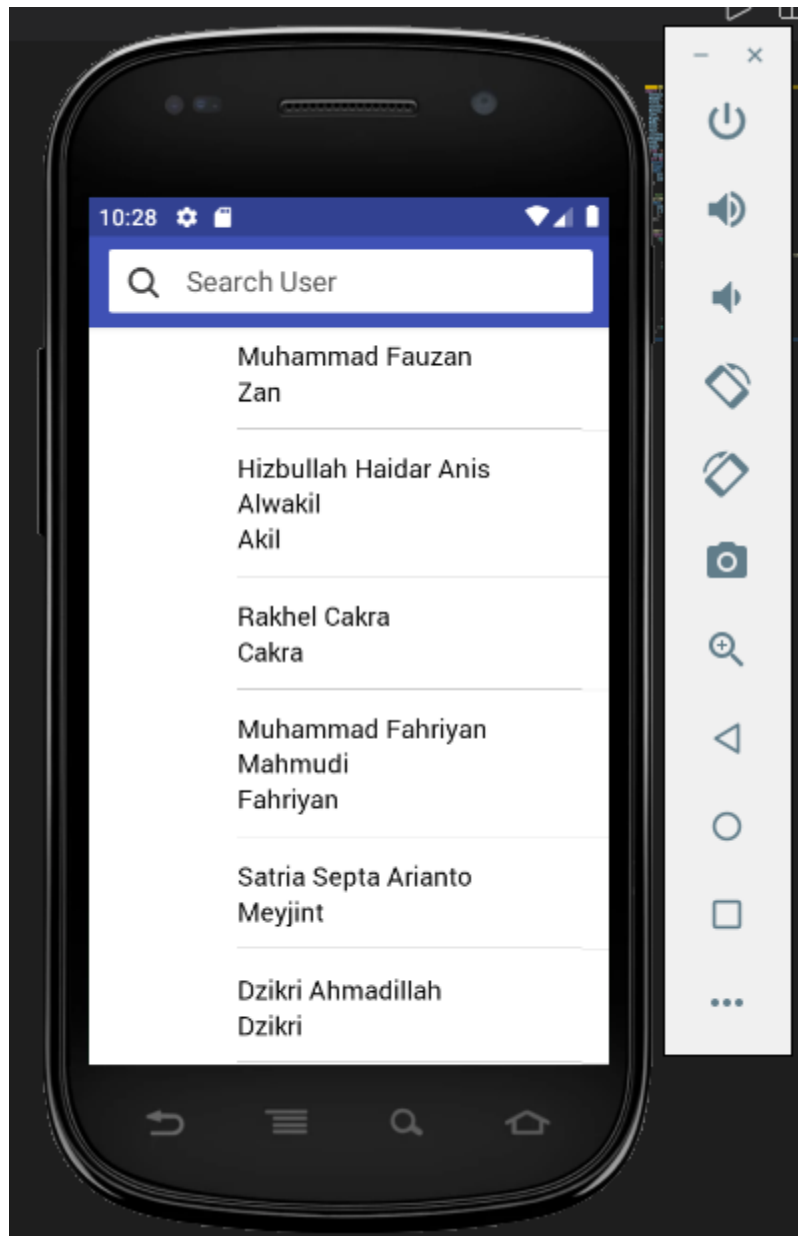 10:28
Search User
Muhammad Fauzan
Zan
Hizbullah Haidar Anis
Alwakil
Akil
Rakhel Cakra
Cakra
Muhammad Fahriyan
Mahmudi
Fahriyan
Satria Septa Arianto
Meyjint
Dzikri Ahmadillah
Dzikri